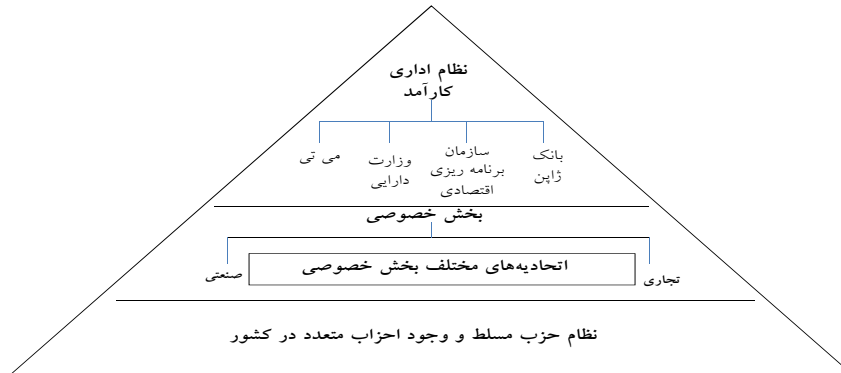 نظام اداری
کارآمد
بانک
ژاپن
سازمان
برنامه ریزی
اقتصادی
وزارت
دارایی
می تی
بخش خصوصی
تجاری
اتحادیه‌های مختلف بخش خصوصی
صنعتی
نظام حزب مسلط و وجود احزاب متعدد در کشور